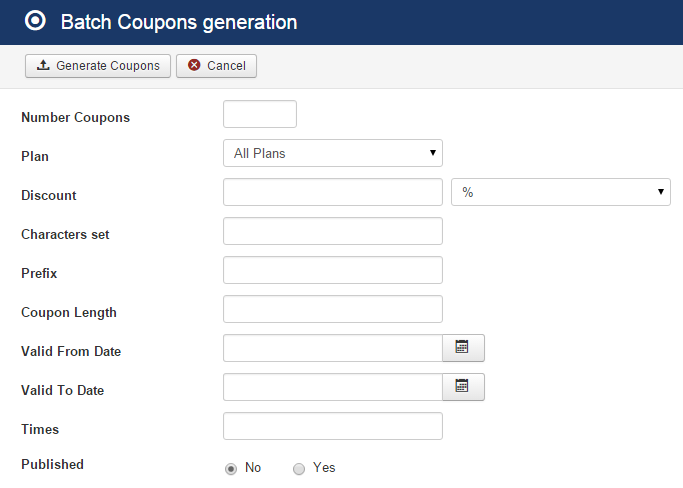 Batch Coupons generation
Generate Coupons Cancel
Number Coupons
Plan All Plans
Discount %
Characters set
Prefix
Coupon Length
Valid From Date
Valid To Date
Times
Published No Yes